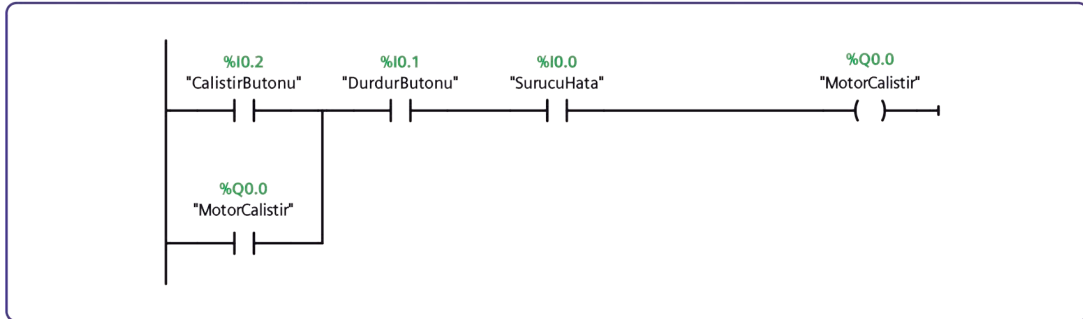 %I0.2
"CalistirButonu"
%I0.1
"DurdurButonu"
%I0.0
"SurucuHata"
%Q0.0
"MotorCalistir"
%Q0.0
"MotorCalistir"